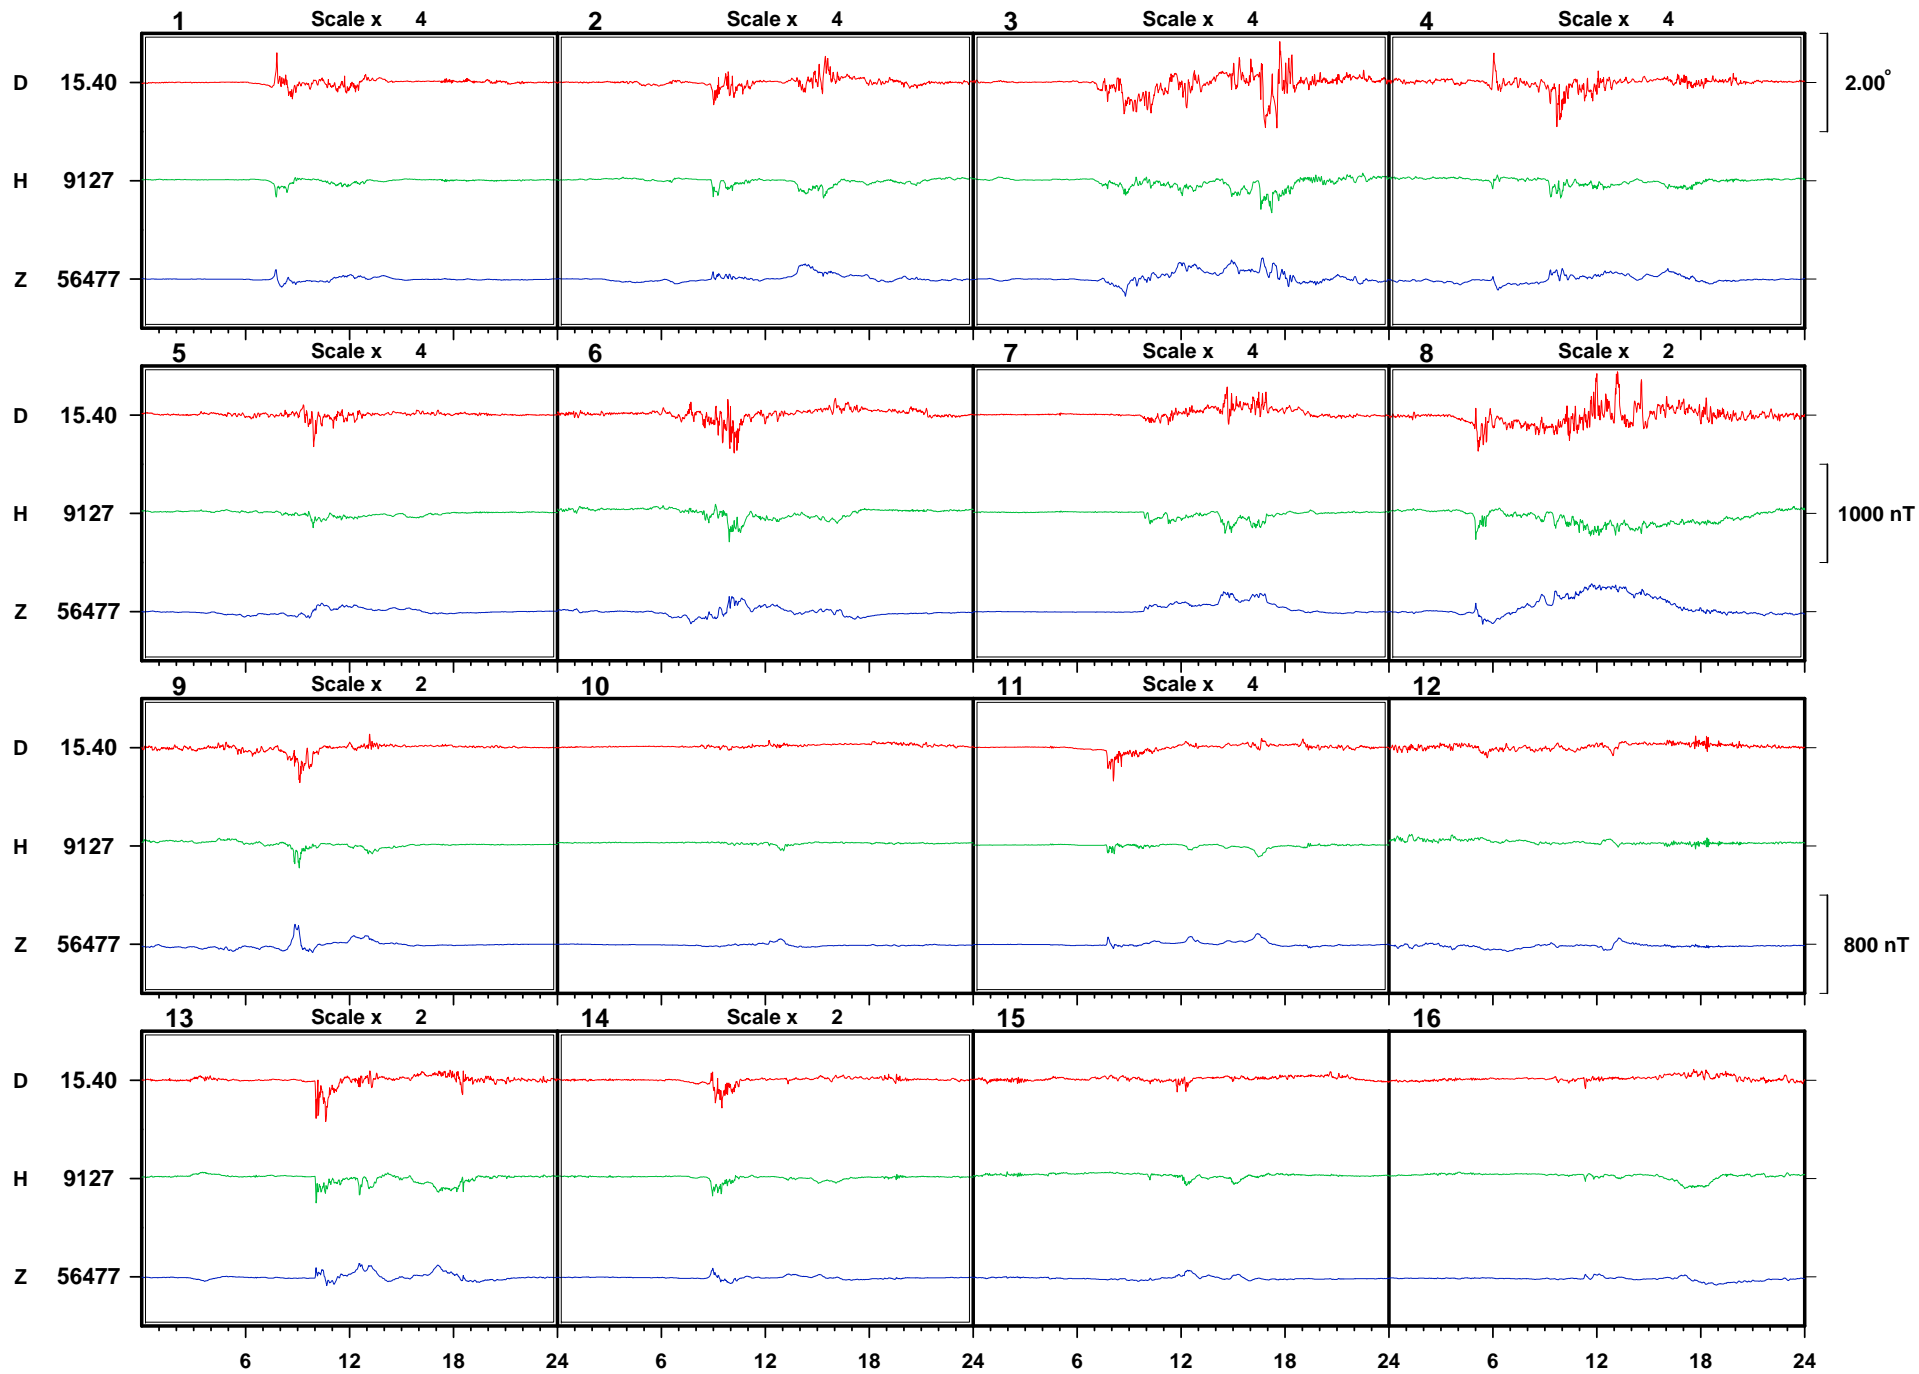 1 Scale x 4 2 Scale x 4 3 Scale x 4 4 Scale x 4
D 15.40 2.00°
H 9127
Z 56477
5 Scale x 4 6 7 Scale x 4 8 Scale x 2
D 15.40
H 9127 1000 nT
Z 56477
9 Scale x 2 10 11 Scale x 4 12
D 15.40
H 9127
Z 56477 800 nT
13 Scale x 2 14 Scale x 2 15 16
D 15.40
H 9127
Z 56477
6 12 18 24 6 12 18 24 6 12 18 24 6 12 18 24